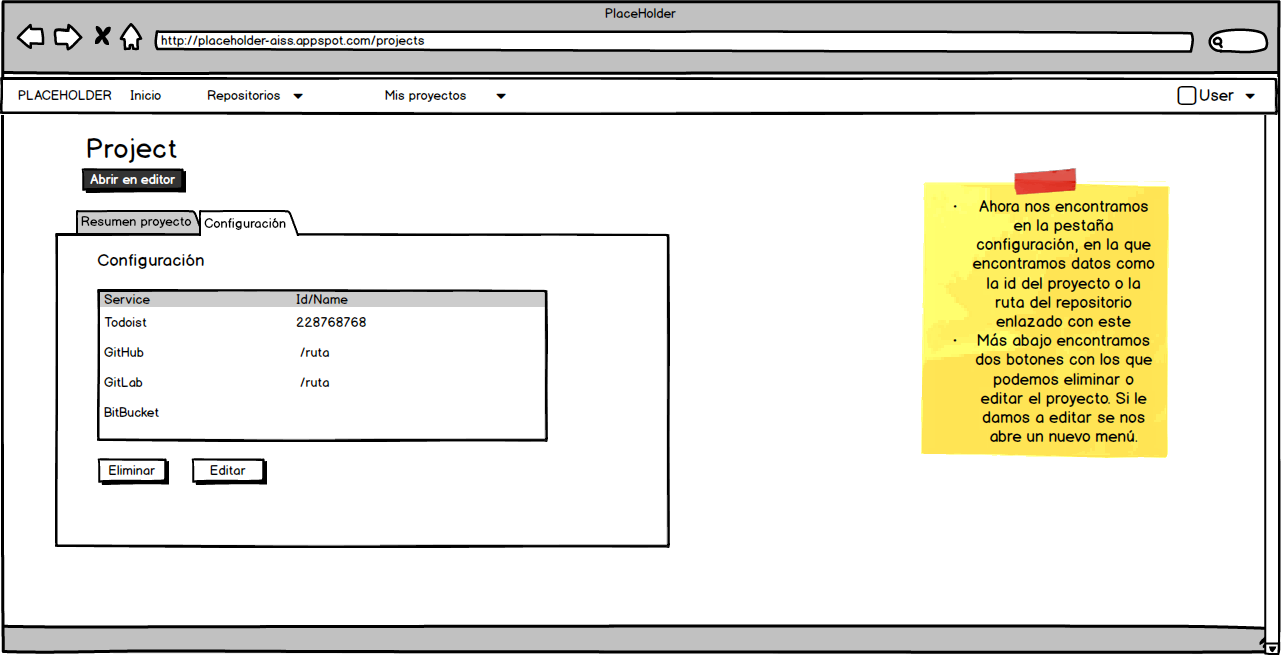 PlaceHolder
http://placeholder-aiss.appspot.com/projects
PLACEHOLDER Inicio Repositorios Mis proyectos User
Project
Abrir en editor
Resumen proyecto Configuración
Configuración
Service Id/Name
Todoist 228768768
GitHub /ruta
GitLab /ruta
BitBucket
Eliminar Editar
· Ahora nos encontramos
en la pestaña
configuración, en la que
encontramos datos como
la id del proyecto o la
ruta del repositorio
enlazado con este
· Más abajo encontramos
dos botones con los que
podemos eliminar o
editar el proyecto. Si le
damos a editar se nos
abre un nuevo menú.